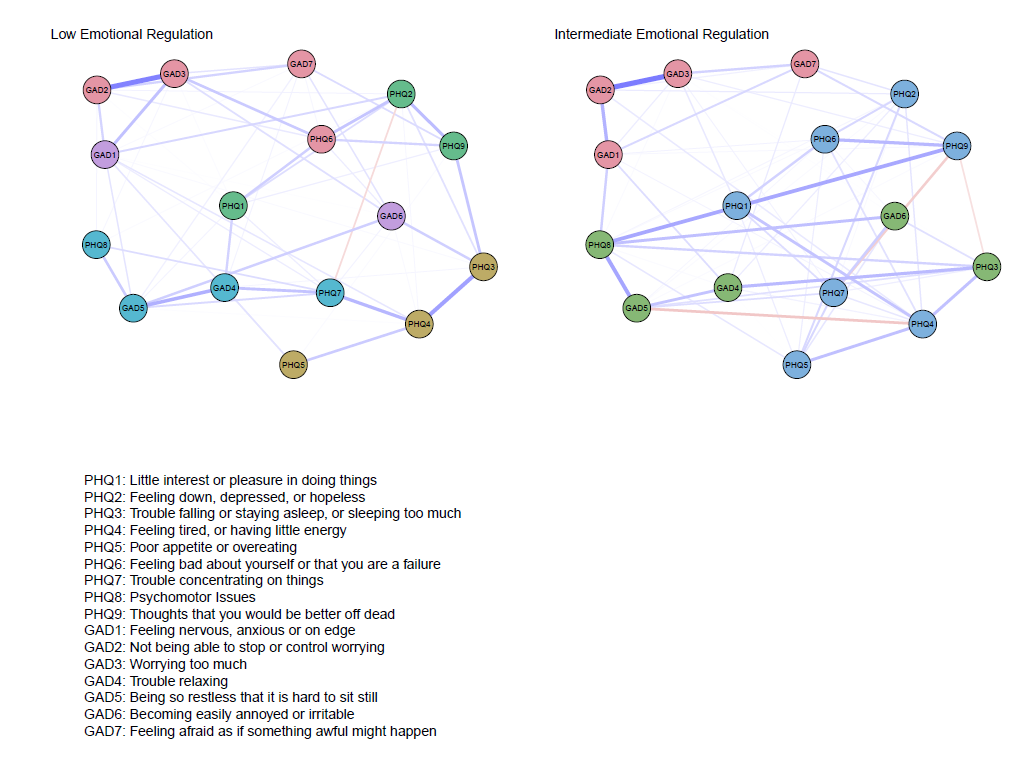 Low Emotional Regulation
GAD2
GAD3
GAD7
PHQ2
GAD1
PHQ6
PHQ9
PHQ1
GAD6
PHQ8
PHQ3
GAD4
PHQ7
GAD5
PHQ4
PHQ5
Intermediate Emotional Regulation
GAD2
GAD3
GAD7
PHQ2
GAD1
PHQ6
PHQ9
PHQ1
GAD6
PHQ8
PHQ3
GAD4
PHQ7
GAD5
PHQ4
PHQ5
PHQ1: Little interest or pleasure in doing things
PHQ2: Feeling down, depressed, or hopeless
PHQ3: Trouble falling or staying asleep, or sleeping too much
PHQ4: Feeling tired, or having little energy
PHQ5: Poor appetite or overeating
PHQ6: Feeling bad about yourself or that you are a failure
PHQ7: Trouble concentrating on things
PHQ8: Psychomotor Issues
PHQ9: Thoughts that you would be better off dead
GAD1: Feeling nervous, anxious or on edge
GAD2: Not being able to stop or control worrying
GAD3: Worrying too much
GAD4: Trouble relaxing
GAD5: Being so restless that it is hard to sit still
GAD6: Becoming easily annoyed or irritable
GAD7: Feeling afraid as if something awful might happen